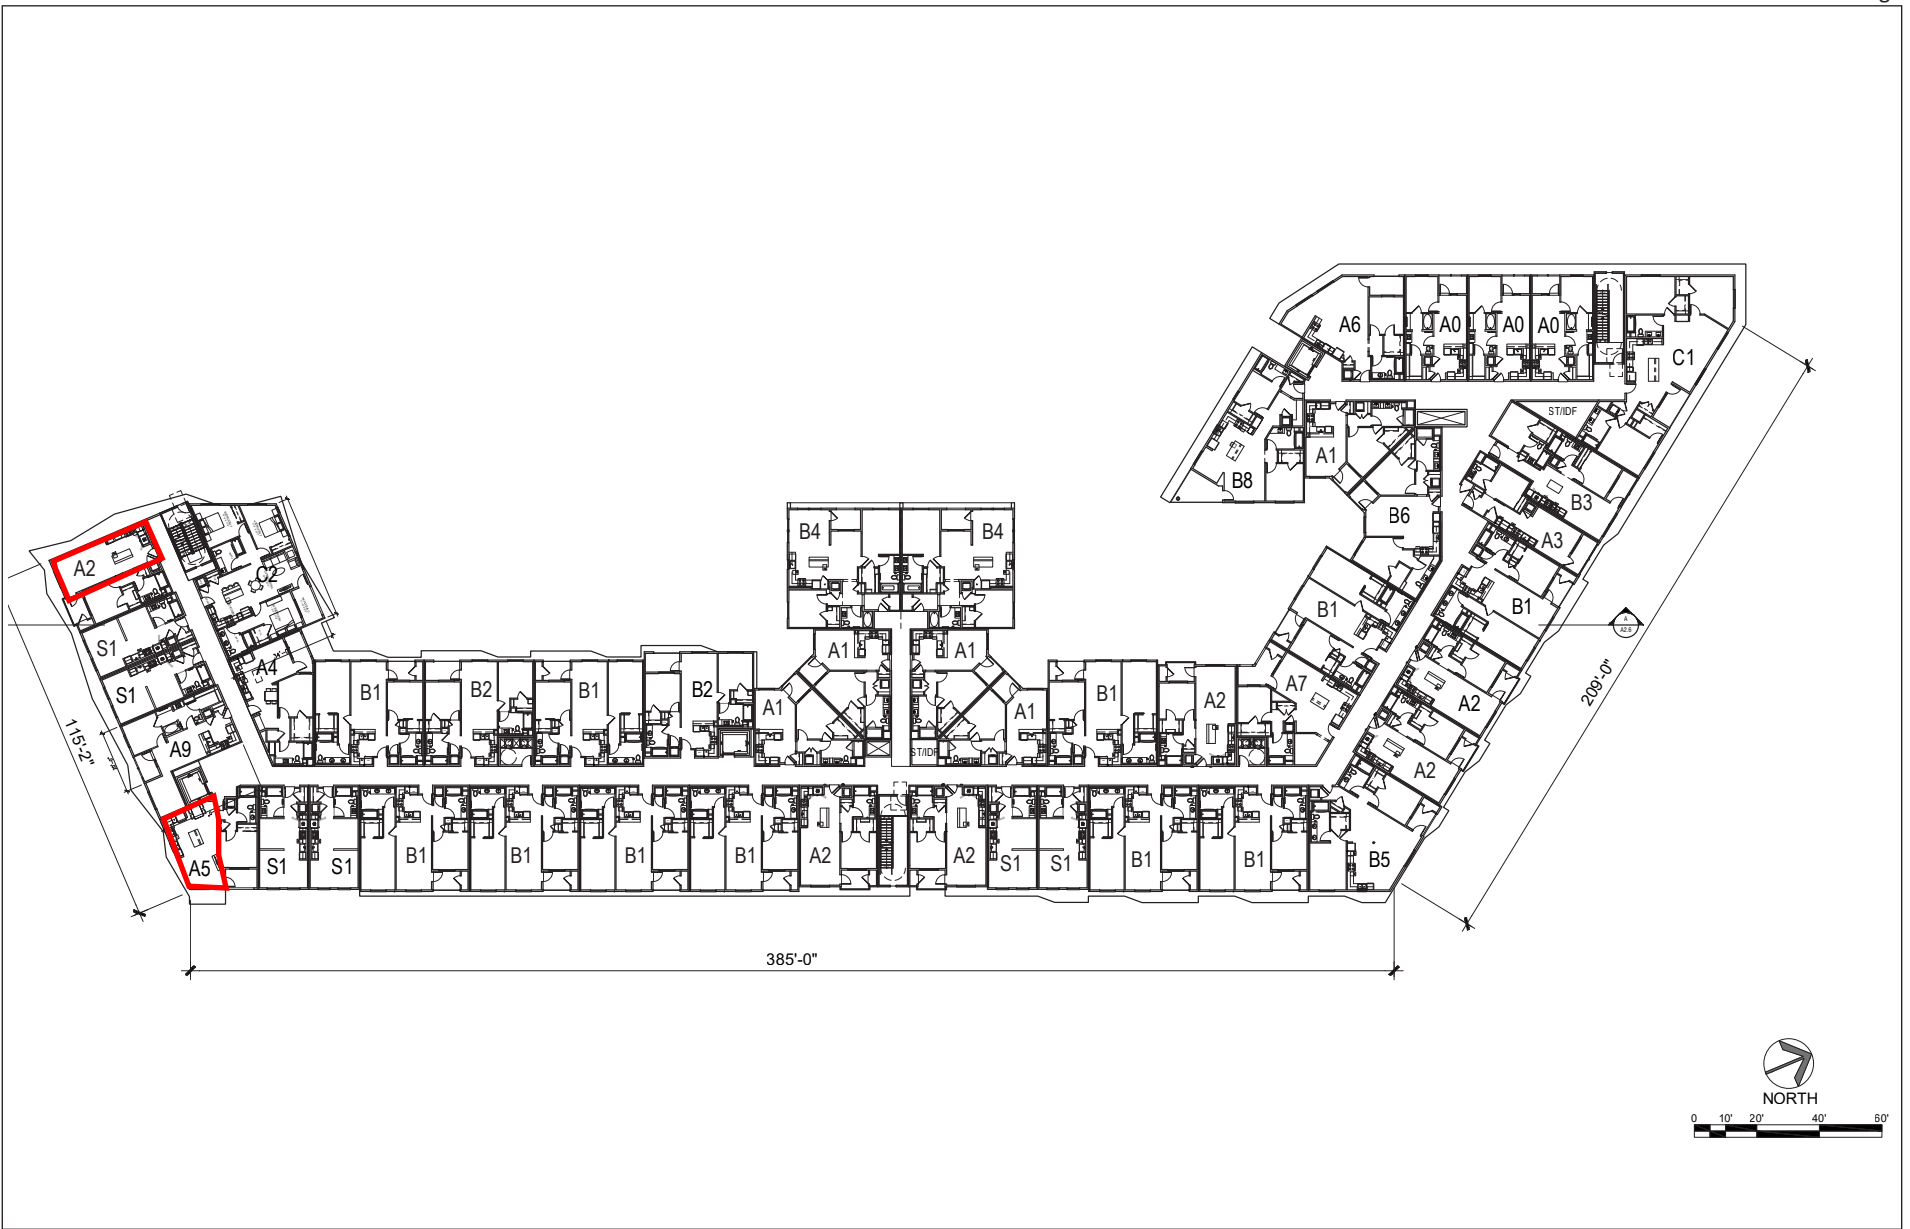 A6
A0
A0
A0
C1
ST/IDF
A1
B8
B3
B6
A3
B4
B4
A2
C2
B1
B1
S1
A1
A1
A4
S1
B1
B2
B1
B2
A1
A1
B1
A2
A7
A2
A9
ST/IDF
A2
A5
S1
S1
B1
B1
B1
B1
A2
A2
S1
S1
B1
B1
B5
115'-2"
209'-0"
385'-0"
A
A2.6
NORTH
0 10' 20' 40' 60'